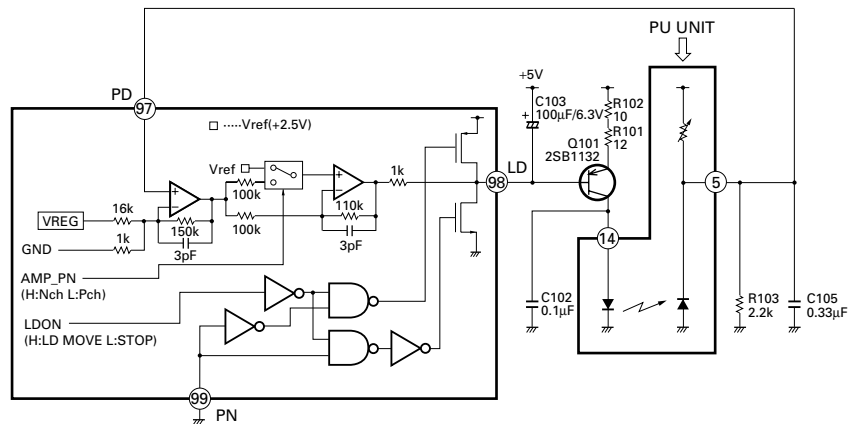 PU UNIT
+5V
PD
97
□ ·····Vref(+2.5V)
+
C103
100µF/6.3V
R102
10
R101
12
Q101
2SB1132
Vref
LD
98
1k
5
+
−
+
−
100k
110k
VREG
16k
150k
100k
3pF
3pF
GND
1k
14
AMP_PN
(H:Nch L:Pch)
LDON
(H:LD MOVE L:STOP)
C102
0.1µF
R103
2.2k
C105
0.33µF
99
PN